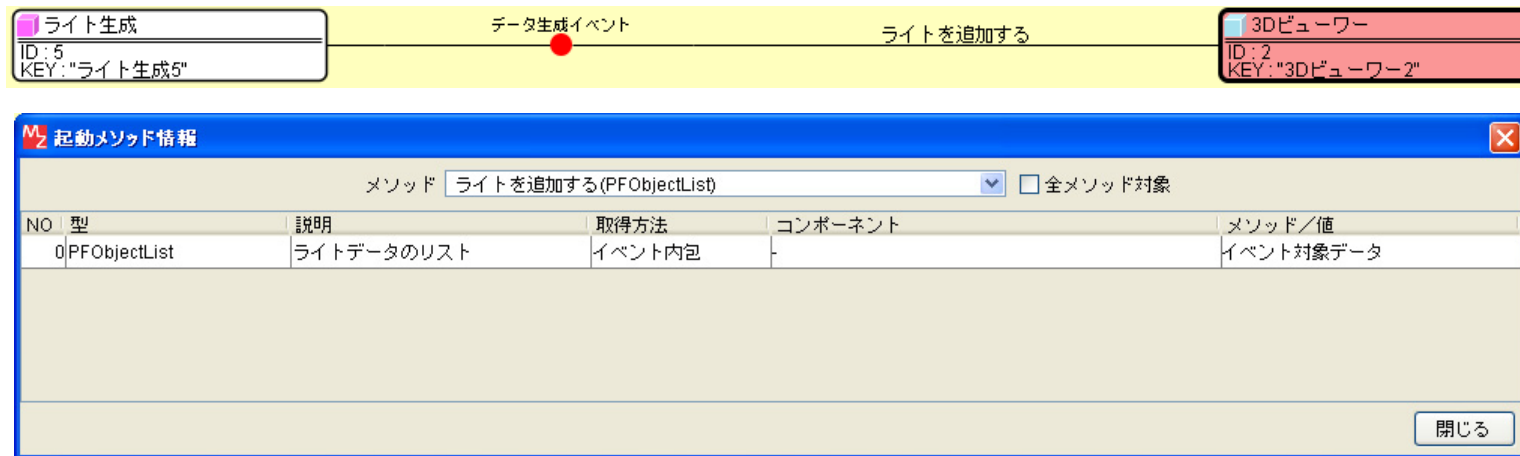 ライト生成 データ生成イベント ライトを追加する 3Dビューワー
ID : 5 ID : 2
KEY : "ライト生成5" KEY : "3Dビューワー2"
MZ 起動メソッド情報
メソッド ライトを追加する(PFObjectList) 全メソッド対象
NO 型 説明 取得方法 コンポーネント メソッド／値
0 PFObjectList ライトデータのリスト イベント内包 - イベント対象データ
閉じる